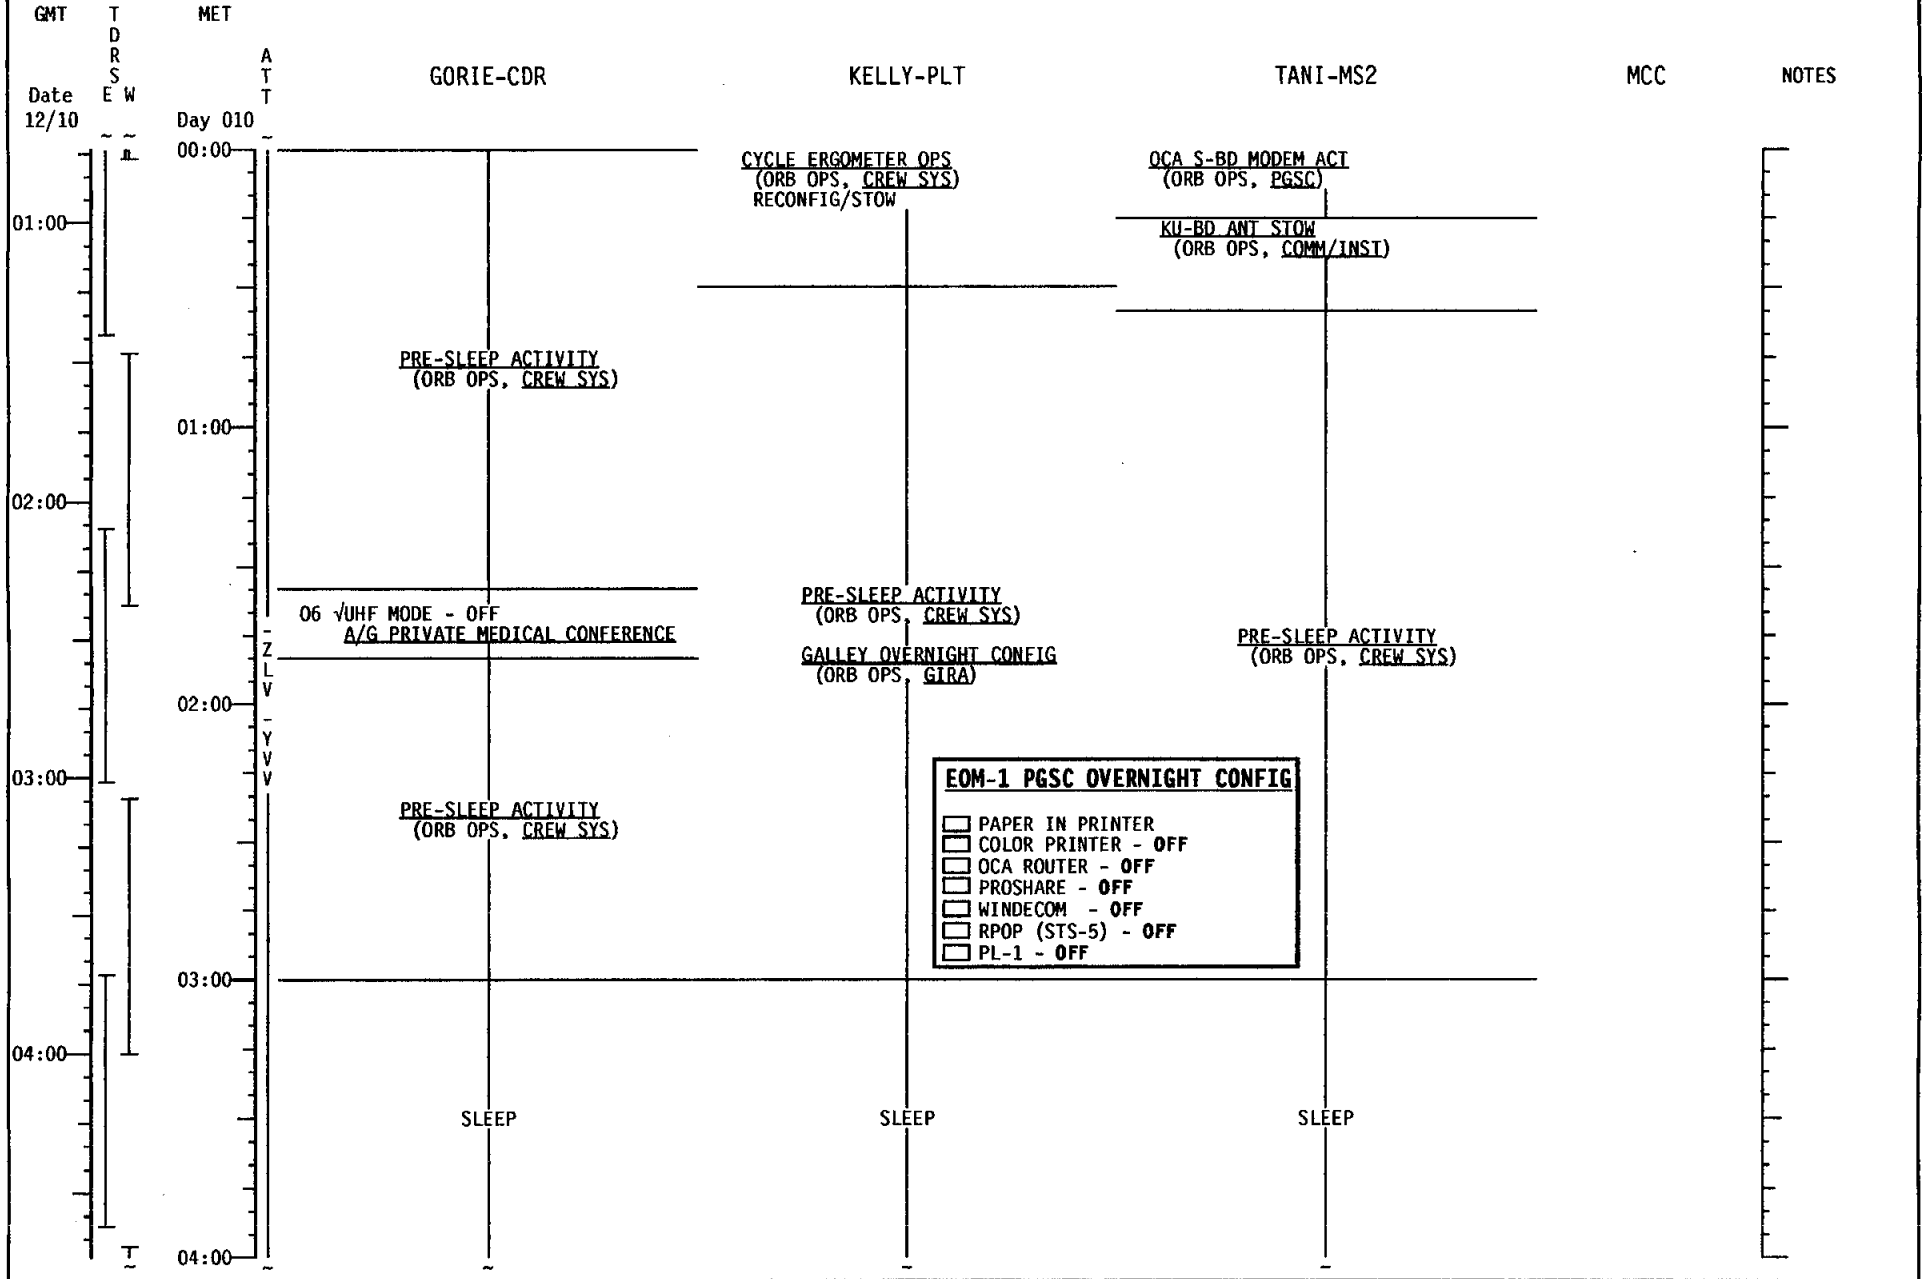 GMT
TDRS
MET
ATT
GORIE-CDR
KELLY-PLT
TANI-MS2
MCC
NOTES
Date
E W
12/10
Day 010
00:00
CYCLE ERGOMETER OPS
(ORB OPS, CREW SYS)
RECONFIG/STOW
OCA S-BD MODEM ACT
(ORB OPS, PGSC)
01:00
KU-BD ANT STOW
(ORB OPS, COMM/INST)
PRE-SLEEP ACTIVITY
(ORB OPS, CREW SYS)
01:00
02:00
06 √UHF MODE - OFF
A/G PRIVATE MEDICAL CONFERENCE
PRE-SLEEP ACTIVITY
(ORB OPS, CREW SYS)
GALLEY OVERNIGHT CONFIG
(ORB OPS, GIRA)
PRE-SLEEP ACTIVITY
(ORB OPS, CREW SYS)
-ZLV
-YVV
02:00
03:00
PRE-SLEEP ACTIVITY
(ORB OPS, CREW SYS)
EOM-1 PGSC OVERNIGHT CONFIG
PAPER IN PRINTER
COLOR PRINTER - OFF
OCA ROUTER - OFF
PROSHARE - OFF
WINDECOM - OFF
RPOP (STS-5) - OFF
PL-1 - OFF
03:00
04:00
SLEEP
SLEEP
SLEEP
04:00